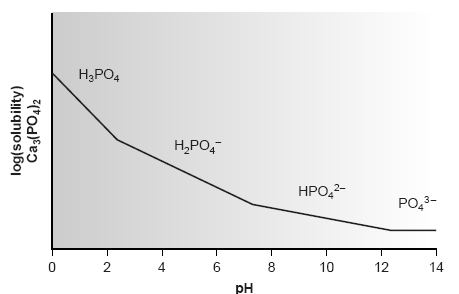 H₃PO₄
H₂PO₄⁻
HPO₄²⁻
PO₄³⁻
log(solubility)
Ca₃(PO₄)₂
0 2 4 6 8 10 12 14
pH